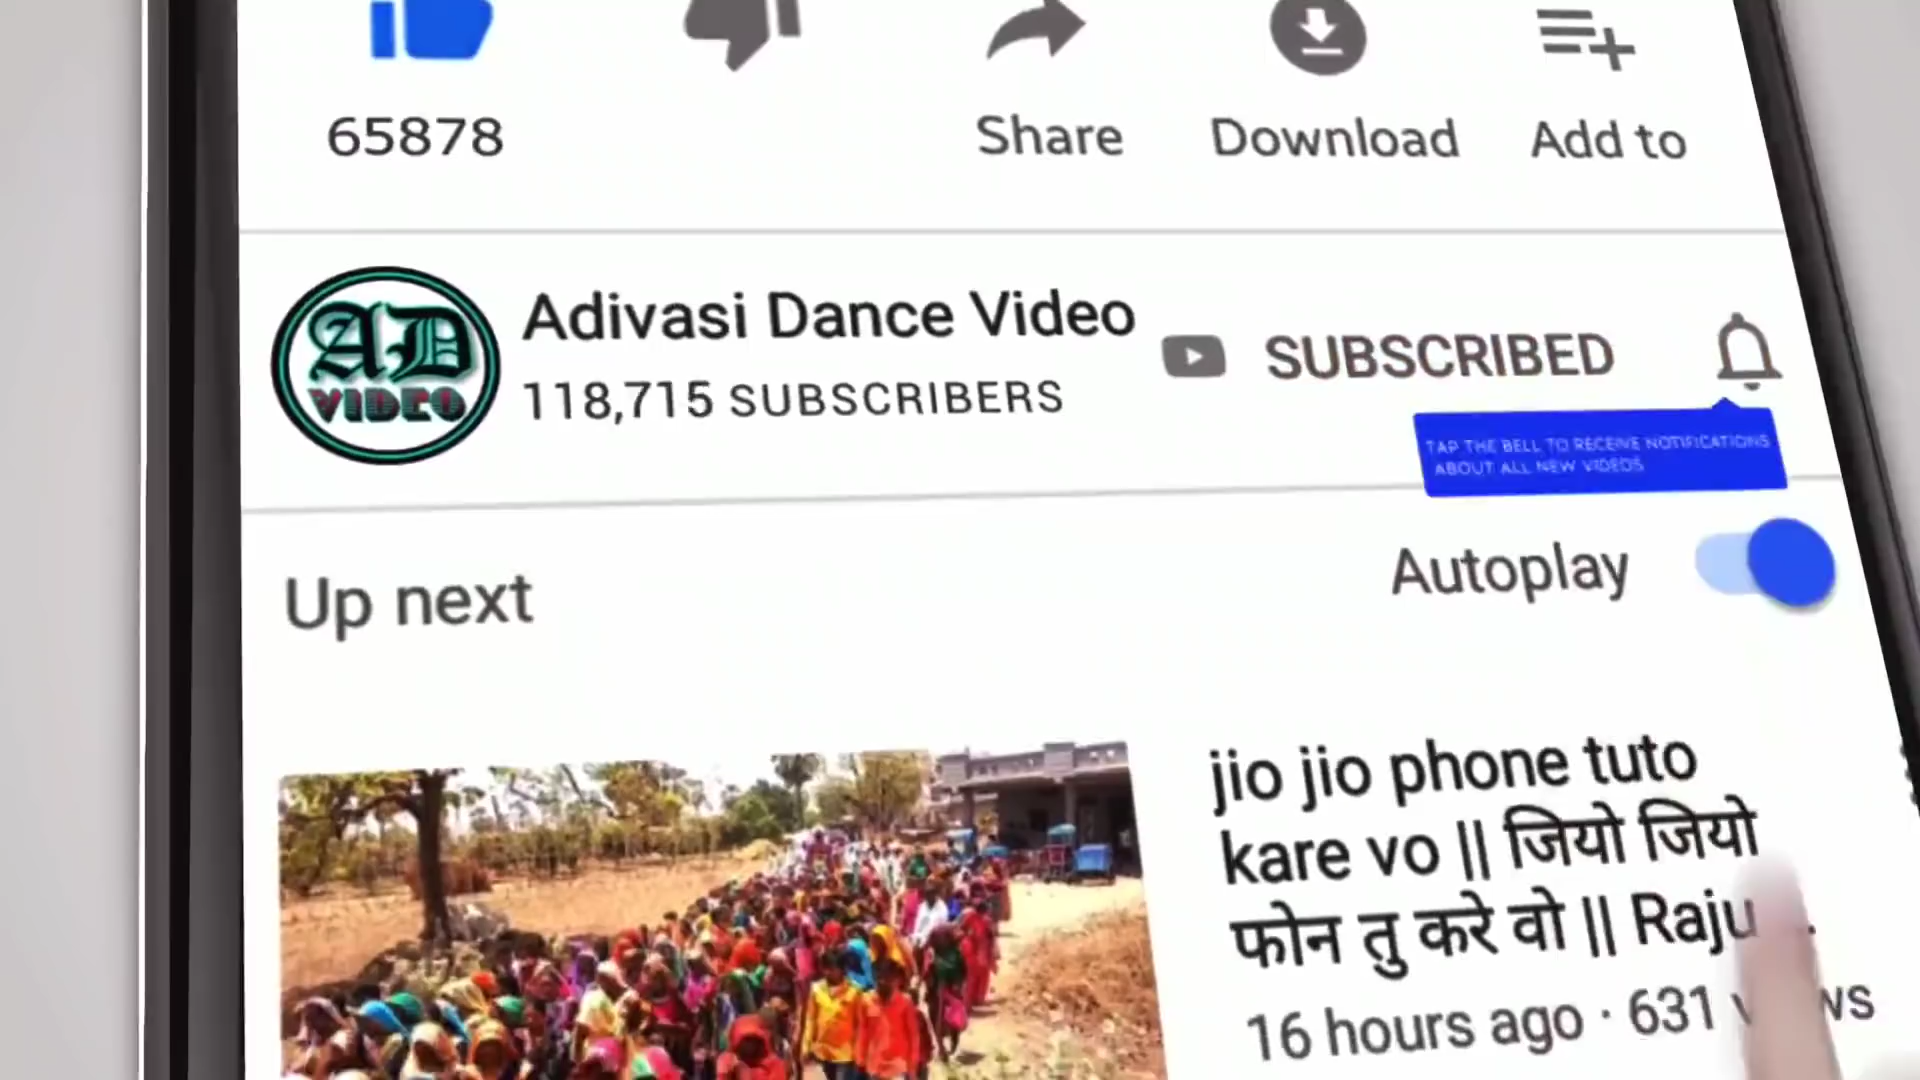 65878
Share
Download
Add to
AD
VIDEO
Adivasi Dance Video
118,715 SUBSCRIBERS
SUBSCRIBED
TAP THE BELL TO RECEIVE NOTIFICATIONS
ABOUT ALL NEW VIDEOS
Up next
Autoplay
jio jio phone tuto
kare vo || जियो जियो
फोन तु करे वो || Raju
16 hours ago · 631